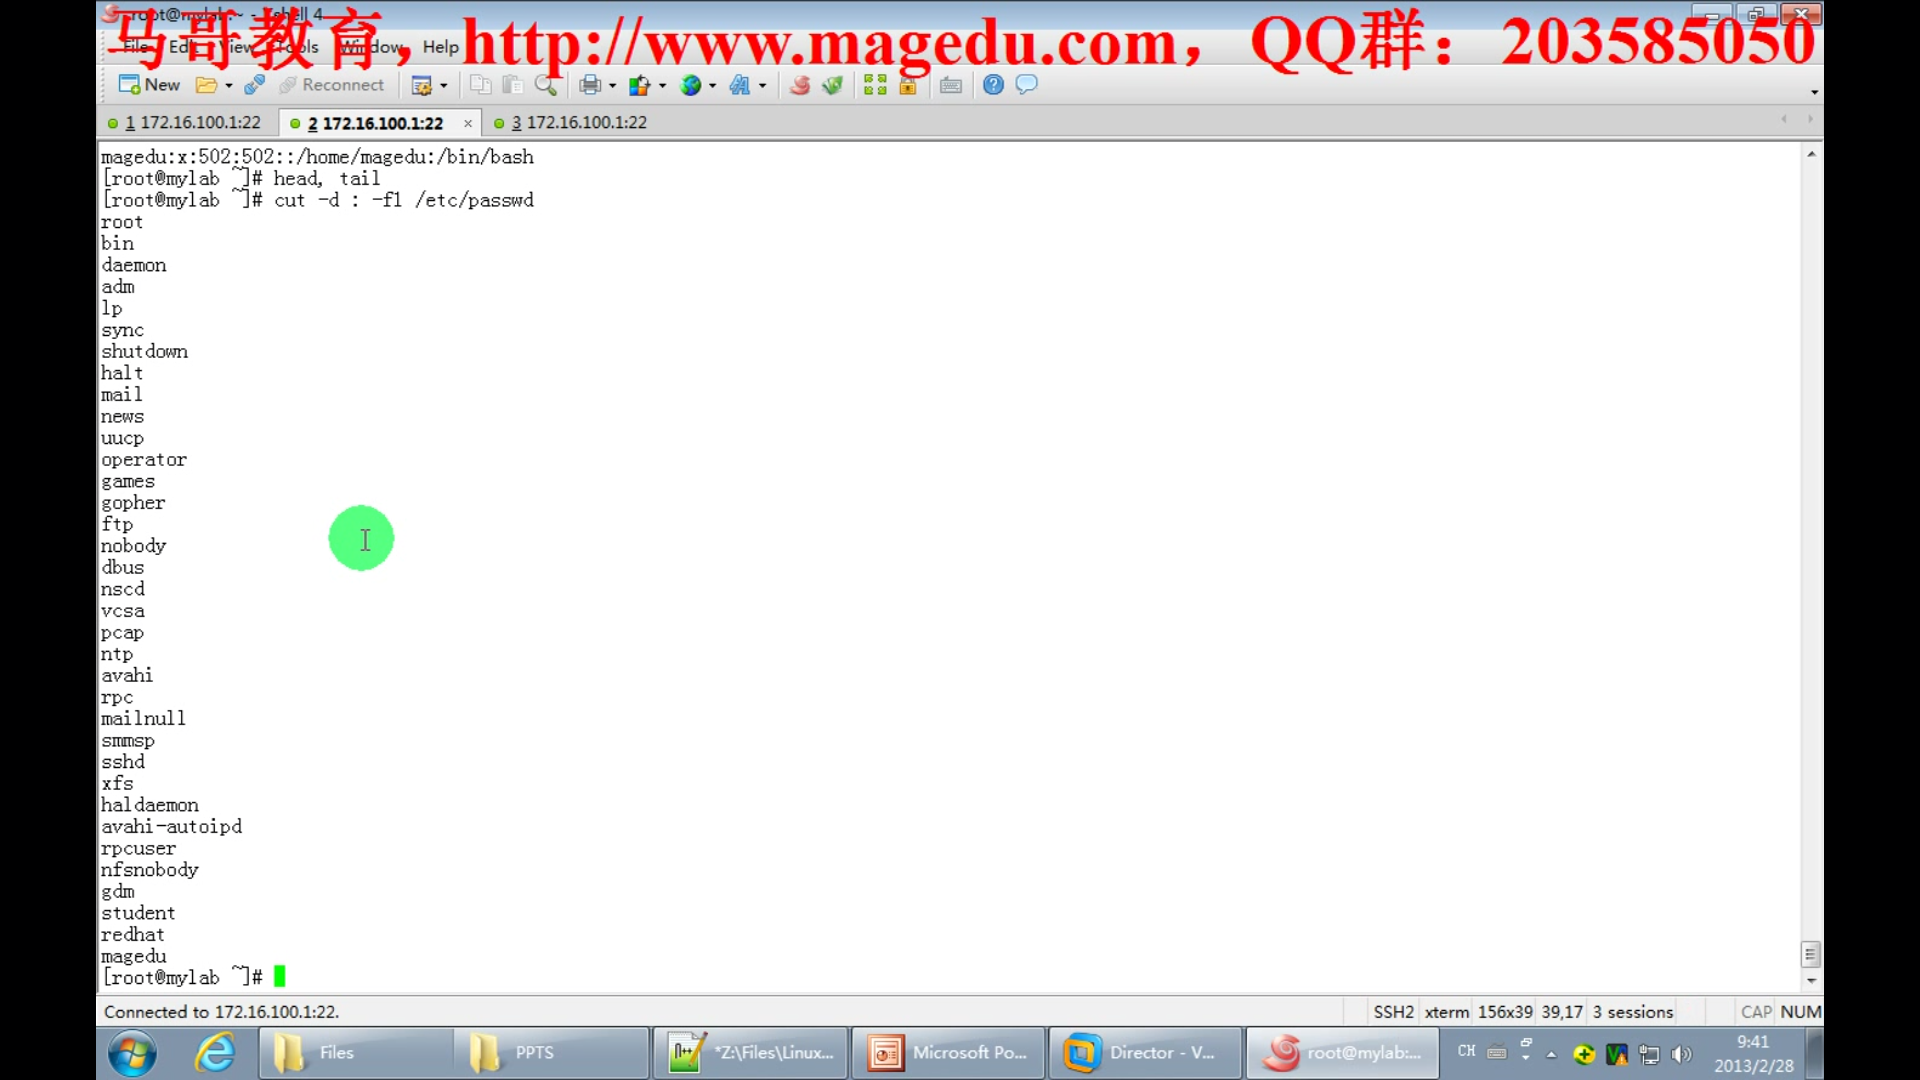 root@mylab:~ - Xshell 4
马哥教育，http://www.magedu.com，QQ群：203585050
File Edit View Tools Window Help
New Reconnect
1 172.16.100.1:22 2 172.16.100.1:22 × 3 172.16.100.1:22
magedu:x:502:502::/home/magedu:/bin/bash
[root@mylab ~]# head, tail
[root@mylab ~]# cut -d : -f1 /etc/passwd
root
bin
daemon
adm
lp
sync
shutdown
halt
mail
news
uucp
operator
games
gopher
ftp
nobody
dbus
nscd
vcsa
pcap
ntp
avahi
rpc
mailnull
smmsp
sshd
xfs
haldaemon
avahi-autoipd
rpcuser
nfsnobody
gdm
student
redhat
magedu
[root@mylab ~]#
Connected to 172.16.100.1:22. SSH2 xterm 156x39 39,17 3 sessions CAP NUM
Files PPTS *Z:\Files\Linux... Microsoft Po... Director - V... root@mylab:... CH 9:41
2013/2/28